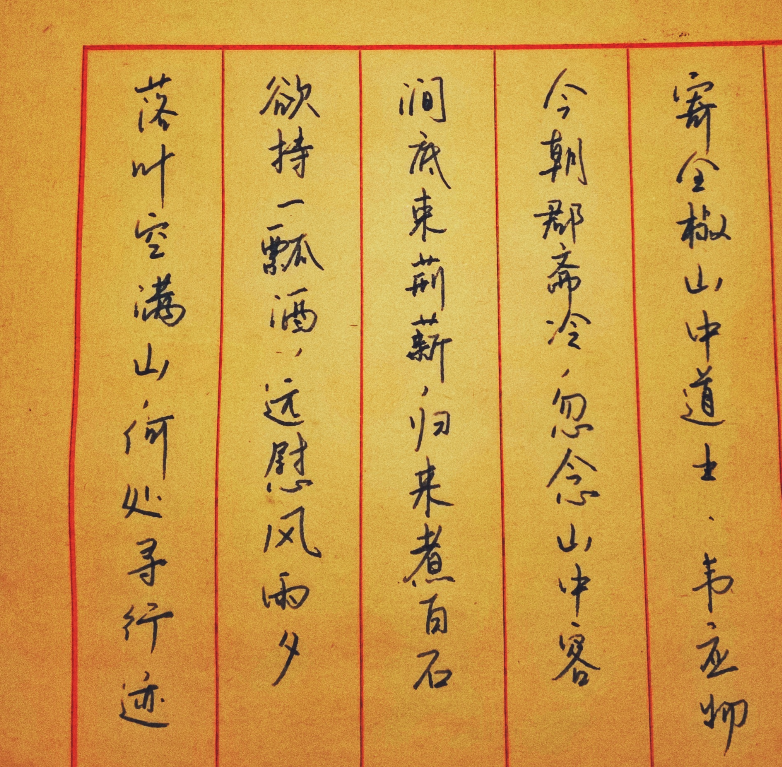 寄全椒山中道士、韦应物
今朝郡斋冷，忽念山中客
涧底束荆薪，归来煮白石
欲持一瓢酒，远慰风雨夕
落叶空满山，何处寻行迹